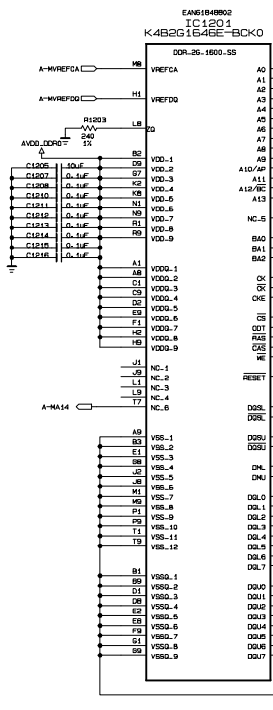 EANG1848802
IC1201
K4B2G1646E-BCK0
DDR-2G-1600-SS
A-MVREFCA M8 VREFCA
A-MVREFDQ H1 VREFDQ
R1203
240
1%
L8 ZQ
AVDD_DDR0
C1205 10uF
C1207 0.1uF
C1208 0.1uF
C1210 0.1uF
C1211 0.1uF
C1212 0.1uF
C1213 0.1uF
C1214 0.1uF
C1215 0.1uF
C1216 0.1uF
B2 VDD_1
D9 VDD_2
G7 VDD_3
K2 VDD_4
K8 VDD_5
N1 VDD_6
N9 VDD_7
R1 VDD_8
R9 VDD_9
A1 VDDQ_1
A8 VDDQ_2
C1 VDDQ_3
C9 VDDQ_4
D2 VDDQ_5
E9 VDDQ_6
F1 VDDQ_7
H2 VDDQ_8
H9 VDDQ_9
J1 NC_1
J9 NC_2
L1 NC_3
L9 NC_4
A-MA14 T7 NC_6
A9 VSS_1
B3 VSS_2
E1 VSS_3
G8 VSS_4
J2 VSS_5
J8 VSS_6
M1 VSS_7
M9 VSS_8
P1 VSS_9
P9 VSS_10
T1 VSS_11
T9 VSS_12
B1 VSSQ_1
B9 VSSQ_2
D1 VSSQ_3
D8 VSSQ_4
E2 VSSQ_5
E8 VSSQ_6
F9 VSSQ_7
G1 VSSQ_8
G9 VSSQ_9
A0
A1
A2
A3
A4
A5
A6
A7
A8
A9
A10/AP
A11
A12/BC
A13
NC_5
BA0
BA1
BA2
CK
CK
CKE
CS
ODT
RAS
CAS
WE
RESET
DQSL
DQSL
DQSU
DQSU
DML
DMU
DQL0
DQL1
DQL2
DQL3
DQL4
DQL5
DQL6
DQL7
DQU0
DQU1
DQU2
DQU3
DQU4
DQU5
DQU6
DQU7